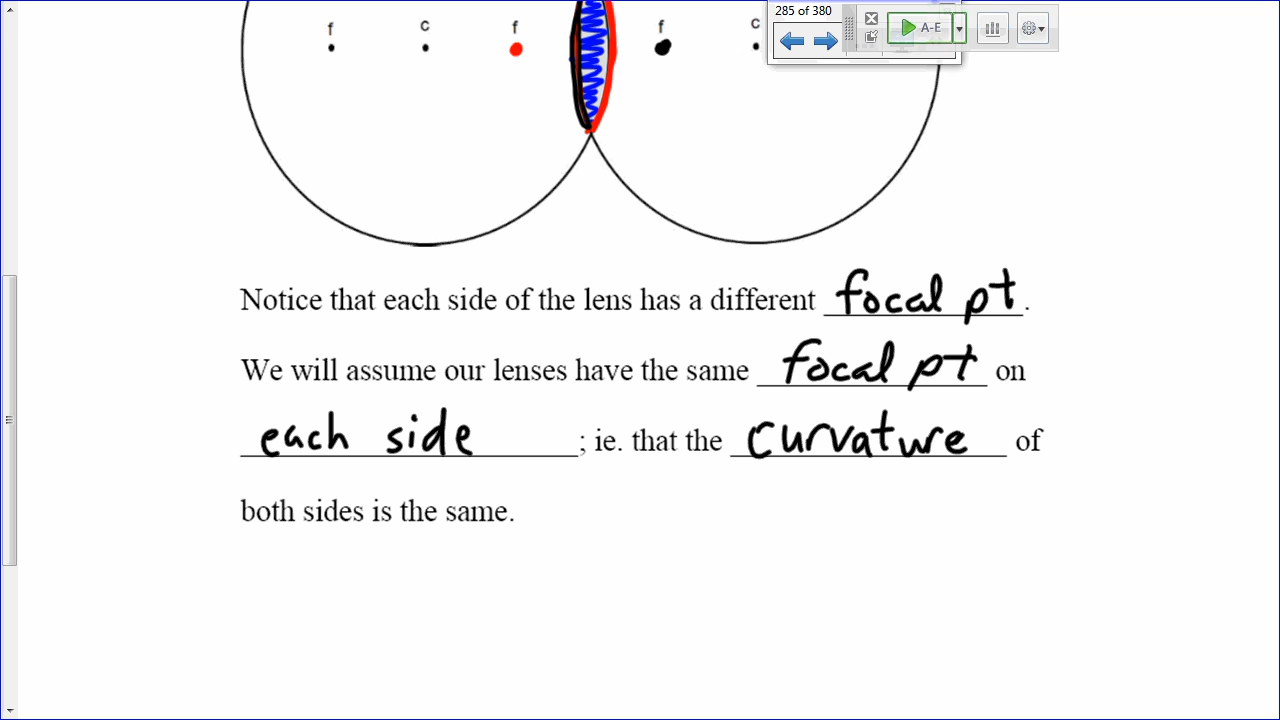 285 of 380
A-E
f c f f c
Notice that each side of the lens has a different focal pt.
We will assume our lenses have the same focal pt on
each side; ie. that the curvature of
both sides is the same.